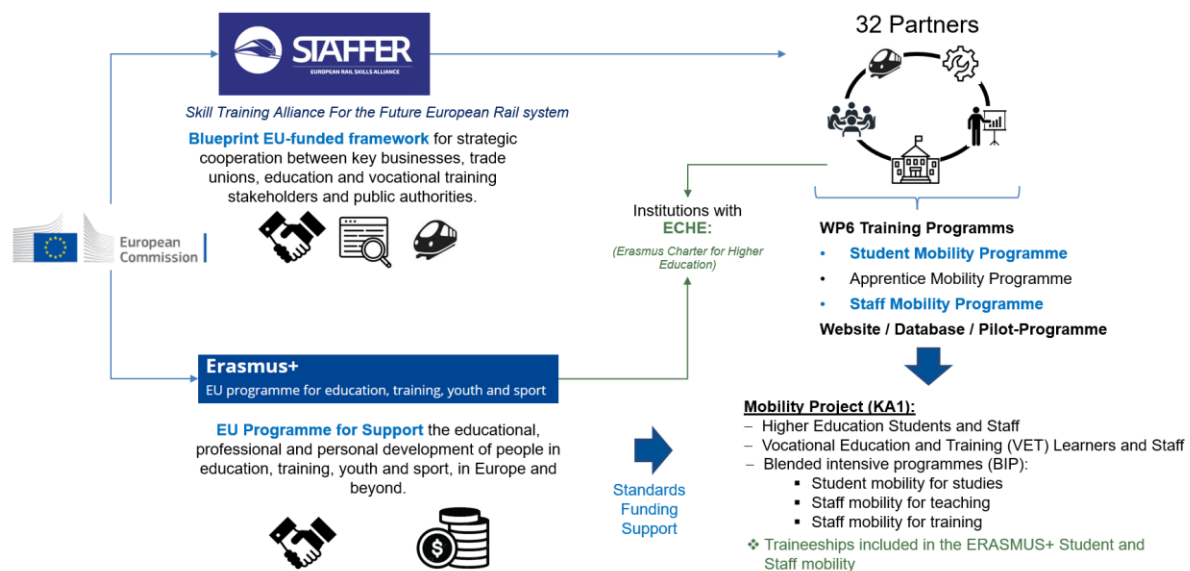 STAFFER
EUROPEAN RAIL SKILLS ALLIANCE
Skill Training Alliance For the Future European Rail system
Blueprint EU-funded framework for strategic
cooperation between key businesses, trade
unions, education and vocational training
stakeholders and public authorities.
European
Commission
Erasmus+
EU programme for education, training, youth and sport
EU Programme for Support the educational,
professional and personal development of people in
education, training, youth and sport, in Europe and
beyond.
$
Institutions with
ECHE:
(Erasmus Charter for Higher
Education)
Standards
Funding
Support
32 Partners
WP6 Training Programms
• Student Mobility Programme
• Apprentice Mobility Programme
• Staff Mobility Programme
Website / Database / Pilot-Programme
Mobility Project (KA1):
– Higher Education Students and Staff
– Vocational Education and Training (VET) Learners and Staff
– Blended intensive programmes (BIP):
▪ Student mobility for studies
▪ Staff mobility for teaching
▪ Staff mobility for training
❖ Traineeships included in the ERASMUS+ Student and
Staff mobility